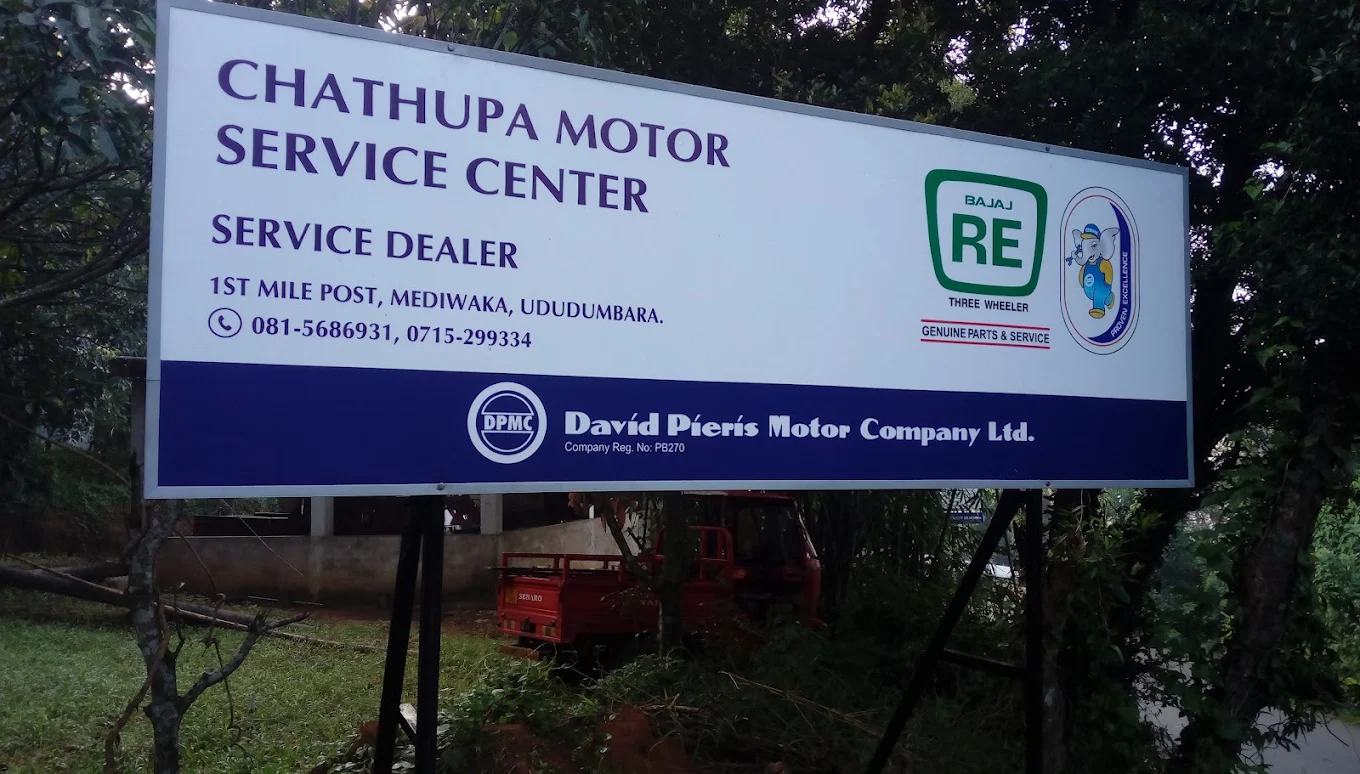 CHATHUPA MOTOR
SERVICE CENTER
SERVICE DEALER
1ST MILE POST, MEDIWAKA, UDUDUMBARA.
081-5686931, 0715-299334
BAJAJ
RE
THREE WHEELER
GENUINE PARTS & SERVICE
PROVEN EXCELLENCE
DPMC
David Pieris Motor Company Ltd.
Company Reg. No: PB270
SENARO